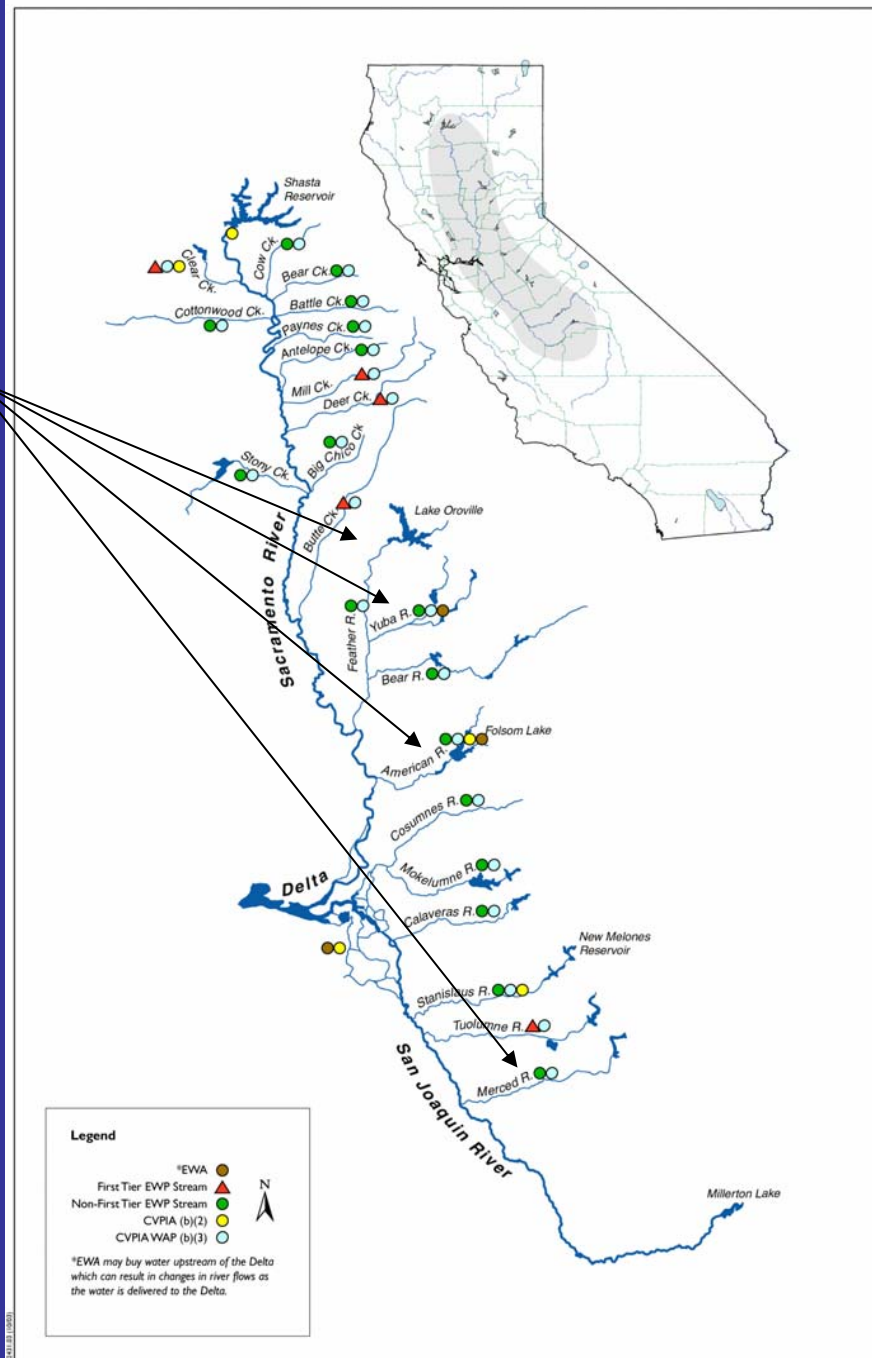 Shasta
Reservoir
Clear
Ck.
Cow Ck.
Bear Ck.
Cottonwood Ck.
Battle Ck.
Paynes Ck.
Antelope Ck.
Mill Ck.
Deer Ck.
Big Chico Ck
Stony Ck.
Butte Ck.
Lake Oroville
Sacramento River
Feather R.
Yuba R.
Bear R.
Folsom Lake
American R.
Cosumnes R.
Mokelumne R.
Delta
Calaveras R.
New Melones
Reservoir
Stanislaus R.
Tuolumne R.
San Joaquin River
Merced R.
Millerton Lake
Legend
*EWA
First Tier EWP Stream
Non-First Tier EWP Stream
CVPIA (b)(2)
CVPIA WAP (b)(3)
N
*EWA may buy water upstream of the Delta
which can result in changes in river flows as
the water is delivered to the Delta.